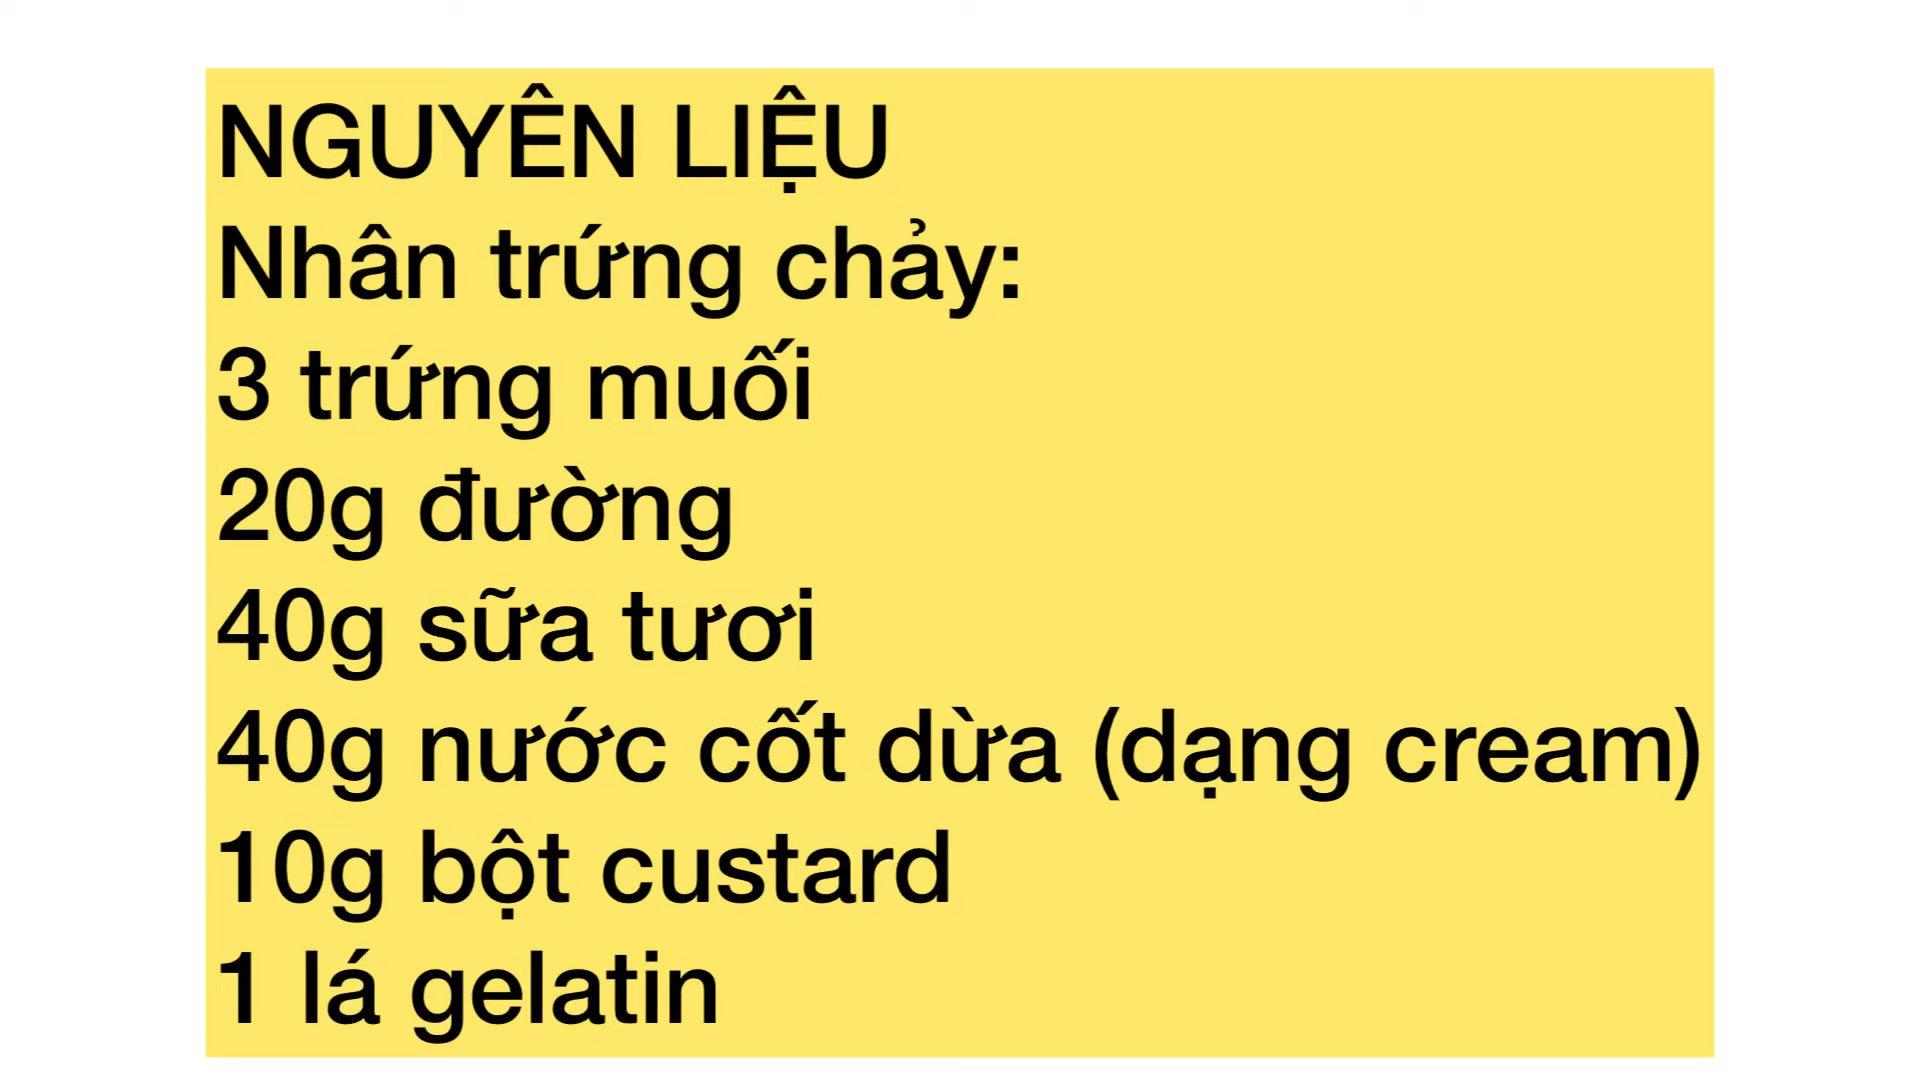 NGUYÊN LIỆU
Nhân trứng chảy:
3 trứng muối
20g đường
40g sữa tươi
40g nước cốt dừa (dạng cream)
10g bột custard
1 lá gelatin